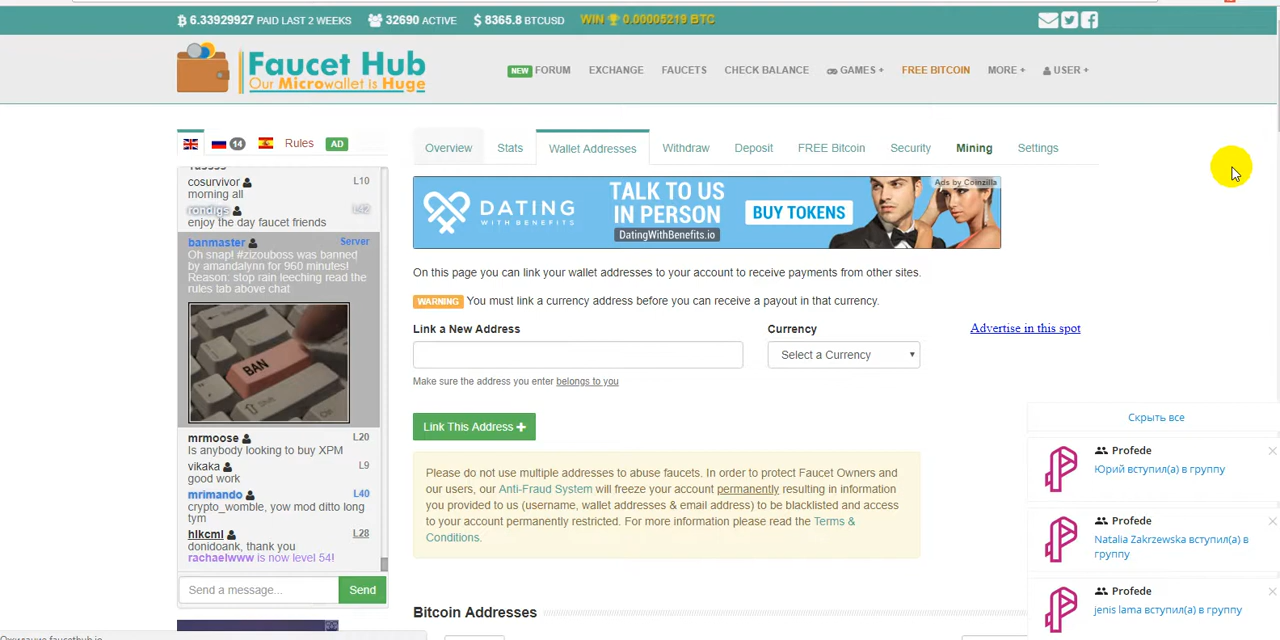 6.33929927 PAID LAST 2 WEEKS 32690 ACTIVE $ 8365.8 BTCUSD WIN 0.00005219 BTC
Faucet Hub
Our Microwallet is Huge
NEW FORUM EXCHANGE FAUCETS CHECK BALANCE GAMES + FREE BITCOIN MORE + USER +
14 Rules AD
cosurvivor L10
morning all
rondigs L42
enjoy the day faucet friends
banmaster Server
Oh snap! #zizouboss was banned
by amandalynn for 960 minutes!
Reason: stop rain leeching read the
rules tab above chat
BAN
mrmoose L20
Is anybody looking to buy XPM
vikaka L9
good work
mrimando L40
crypto_womble, yow mod ditto long
tym
hlkcml L28
donidoank, thank you
rachaelwww is now level 54!
Send a message... Send
Overview Stats Wallet Addresses Withdraw Deposit FREE Bitcoin Security Mining Settings
Ads by Coinzilla
DATING
WITH BENEFITS
TALK TO US
IN PERSON
DatingWithBenefits.io
BUY TOKENS
On this page you can link your wallet addresses to your account to receive payments from other sites.
WARNING You must link a currency address before you can receive a payout in that currency.
Link a New Address Currency
Select a Currency
Advertise in this spot
Make sure the address you enter belongs to you
Link This Address +
Please do not use multiple addresses to abuse faucets. In order to protect Faucet Owners and
our users, our Anti-Fraud System will freeze your account permanently resulting in information
you provided to us (username, wallet addresses & email address) to be blacklisted and access
to your account permanently restricted. For more information please read the Terms &
Conditions.
Bitcoin Addresses
Скрыть все
Profede
Юрий вступил(а) в группу
Profede
Natalia Zakrzewska вступил(а) в
группу
Profede
jenis lama вступил(а) в группу